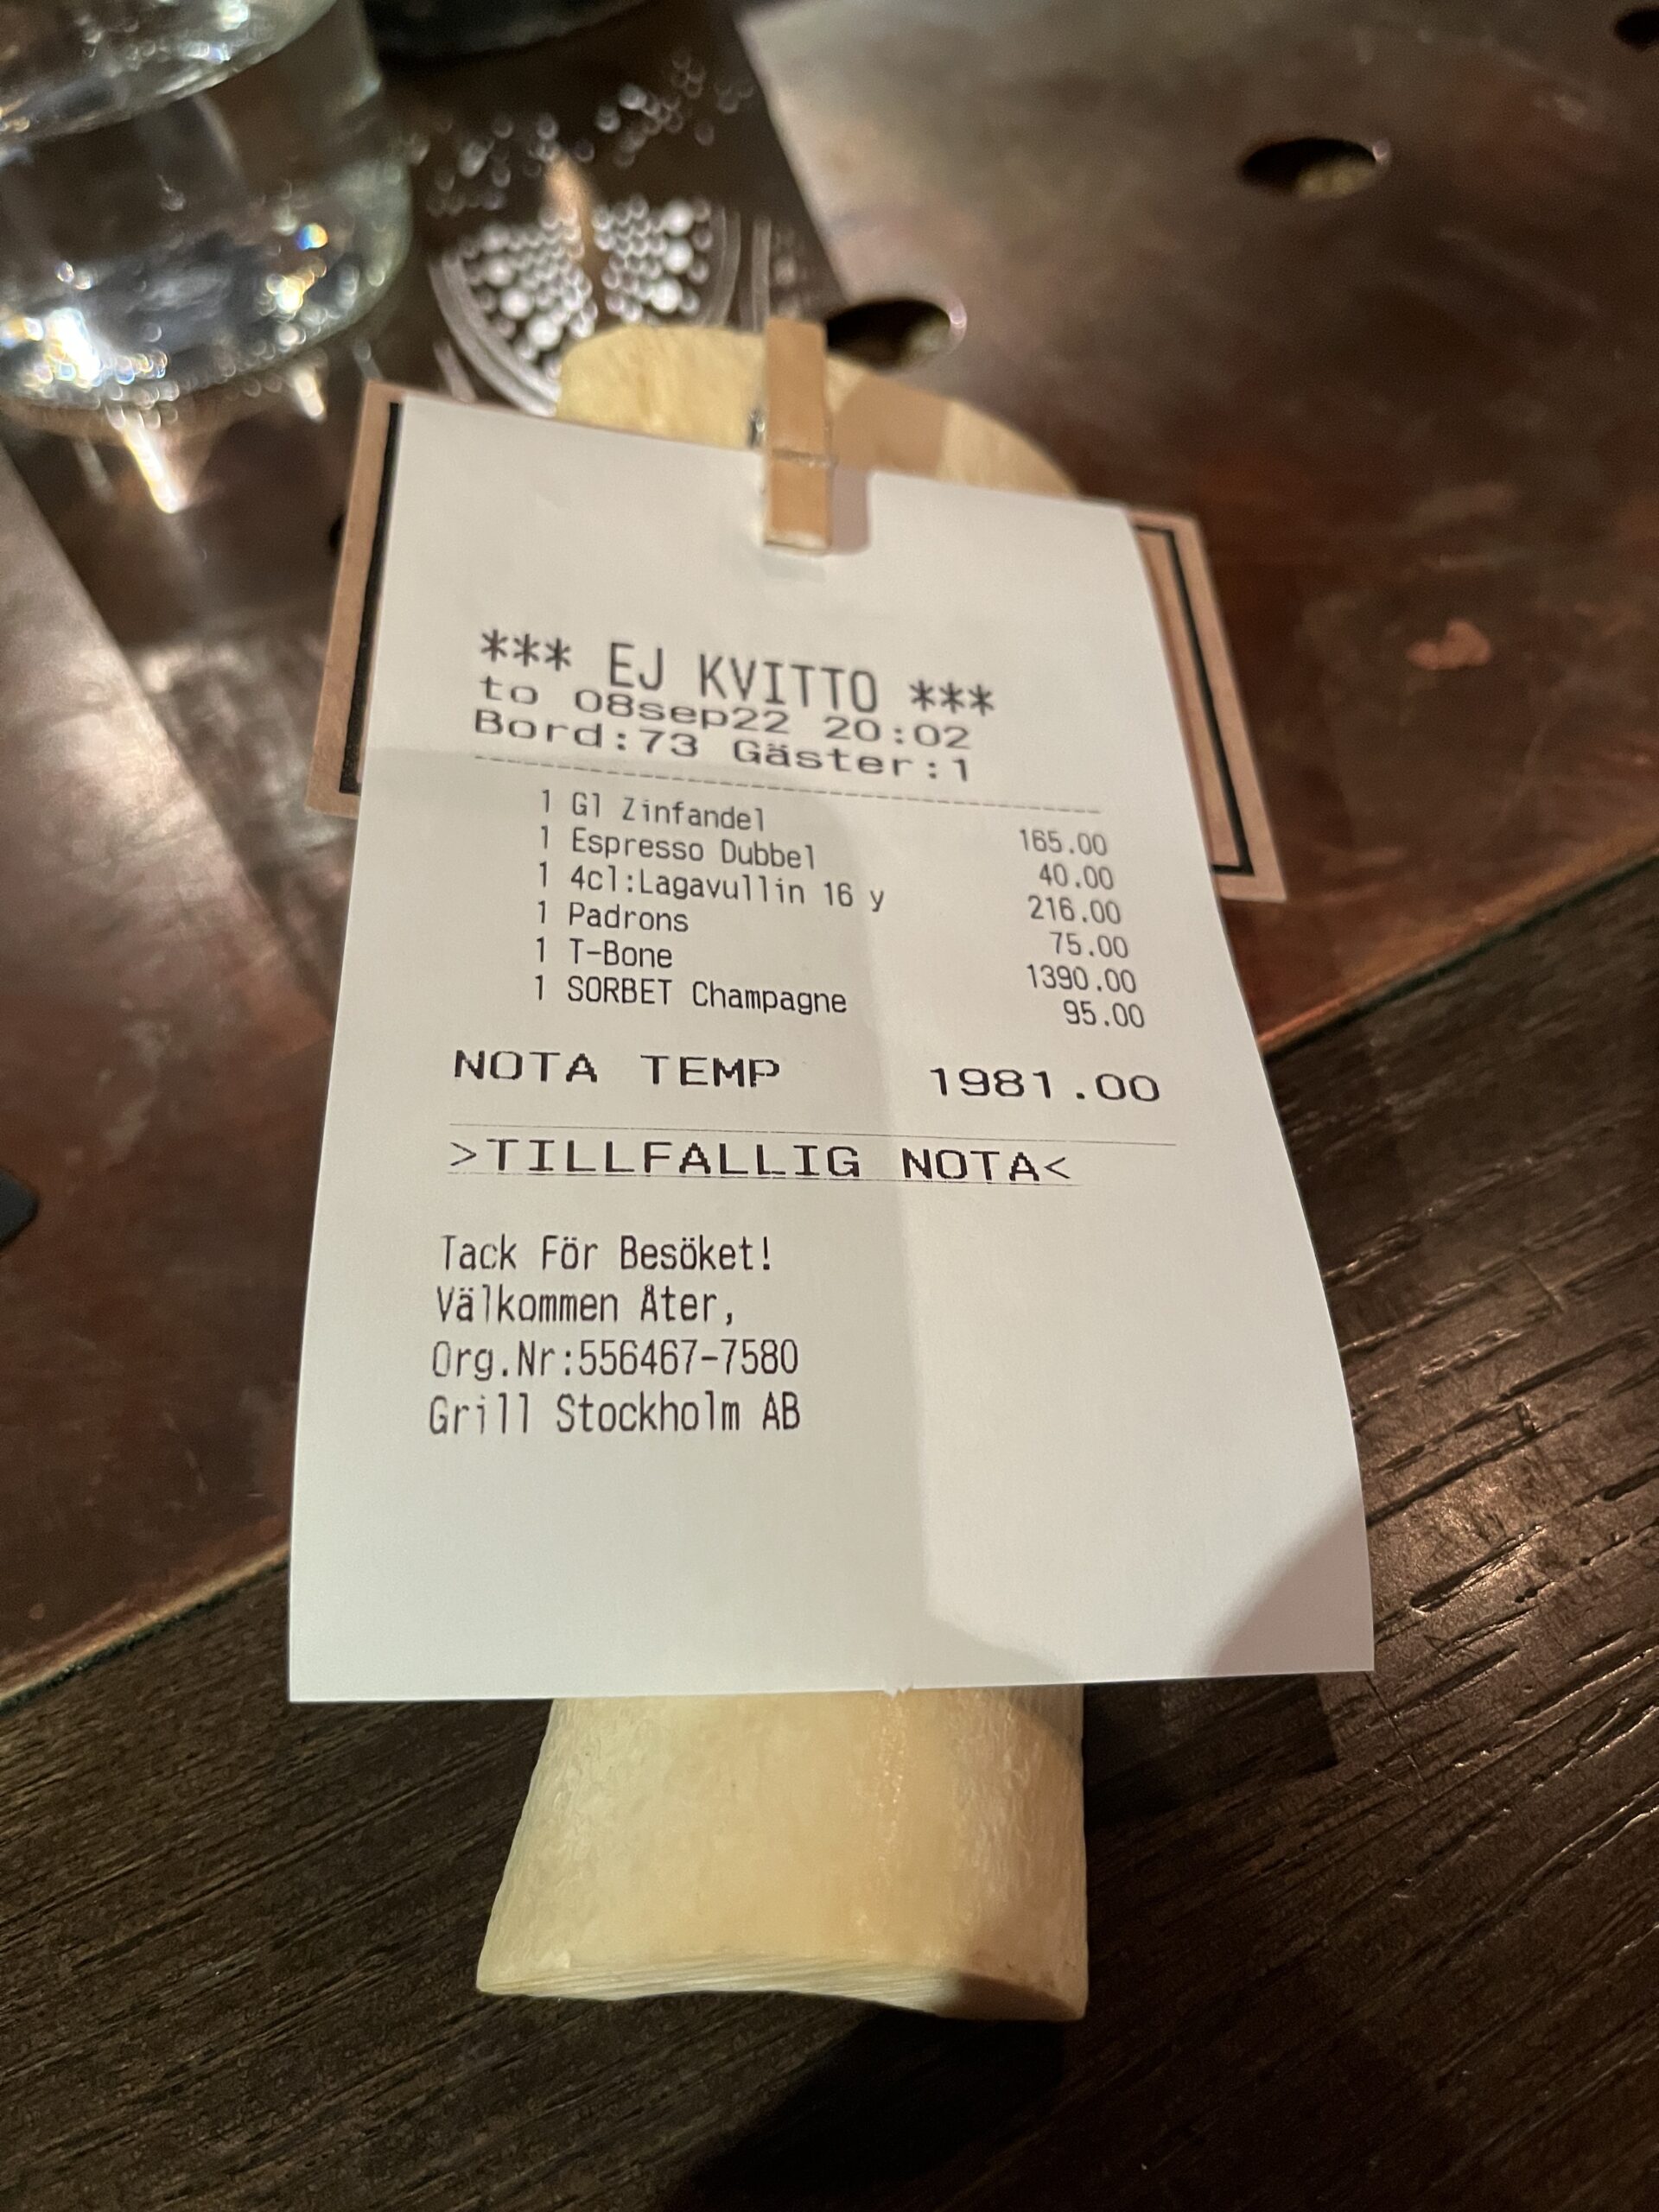 *** EJ KVITTO ***
to 08sep22 20:02
Bord:73 Gäster:1
1 Gl Zinfandel 165.00
1 Espresso Dubbel 40.00
1 4cl:Lagavullin 16 y 216.00
1 Padrons 75.00
1 T-Bone 1390.00
1 SORBET Champagne 95.00
NOTA TEMP 1981.00
>TILLFALLIG NOTA<
Tack För Besöket!
Välkommen Åter,
Org.Nr:556467-7580
Grill Stockholm AB